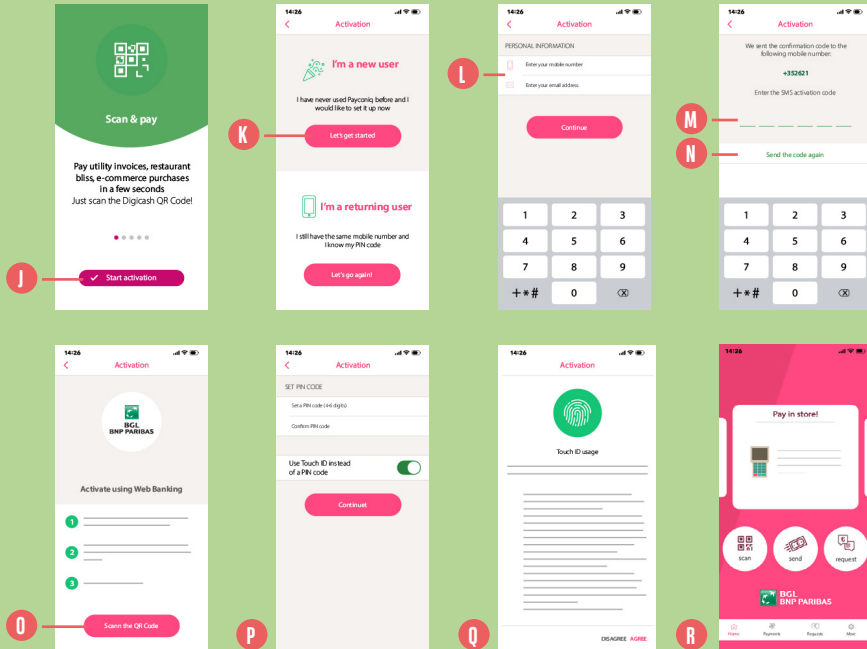 Scan & pay
Pay utility invoices, restaurant
bliss, e-commerce purchases
in a few seconds
Just scan the Digicash QR Code!
J
Start activation
14:26
Activation
I'm a new user
I have never used Payconiq before and I
would like to set it up now
K
Let's get started
I'm a returning user
I still have the same mobile number and
I know my PIN code
Let's go again!
14:26
Activation
PERSONAL INFORMATION
L
Enter your mobile number
Enter your email address
Continue
1 2 3
4 5 6
7 8 9
+*# 0
14:26
Activation
We sent the confirmation code to the
following mobile number:
+352621
Enter the SMS activation code
M
N
Send the code again
1 2 3
4 5 6
7 8 9
+*# 0
14:26
Activation
BGL
BNP PARIBAS
Activate using Web Banking
1
2
3
O
Scann the QR Code
14:26
Activation
SET PIN CODE
Set a PIN code (4-6 digits)
Confirm PIN code
Use Touch ID instead
of a PIN code
Continuet
P
14:26
Activation
Touch ID usage
Q
DISAGREE AGREE
14:26
Pay in store!
scan send request
BGL
BNP PARIBAS
R
Home Payments Requests More